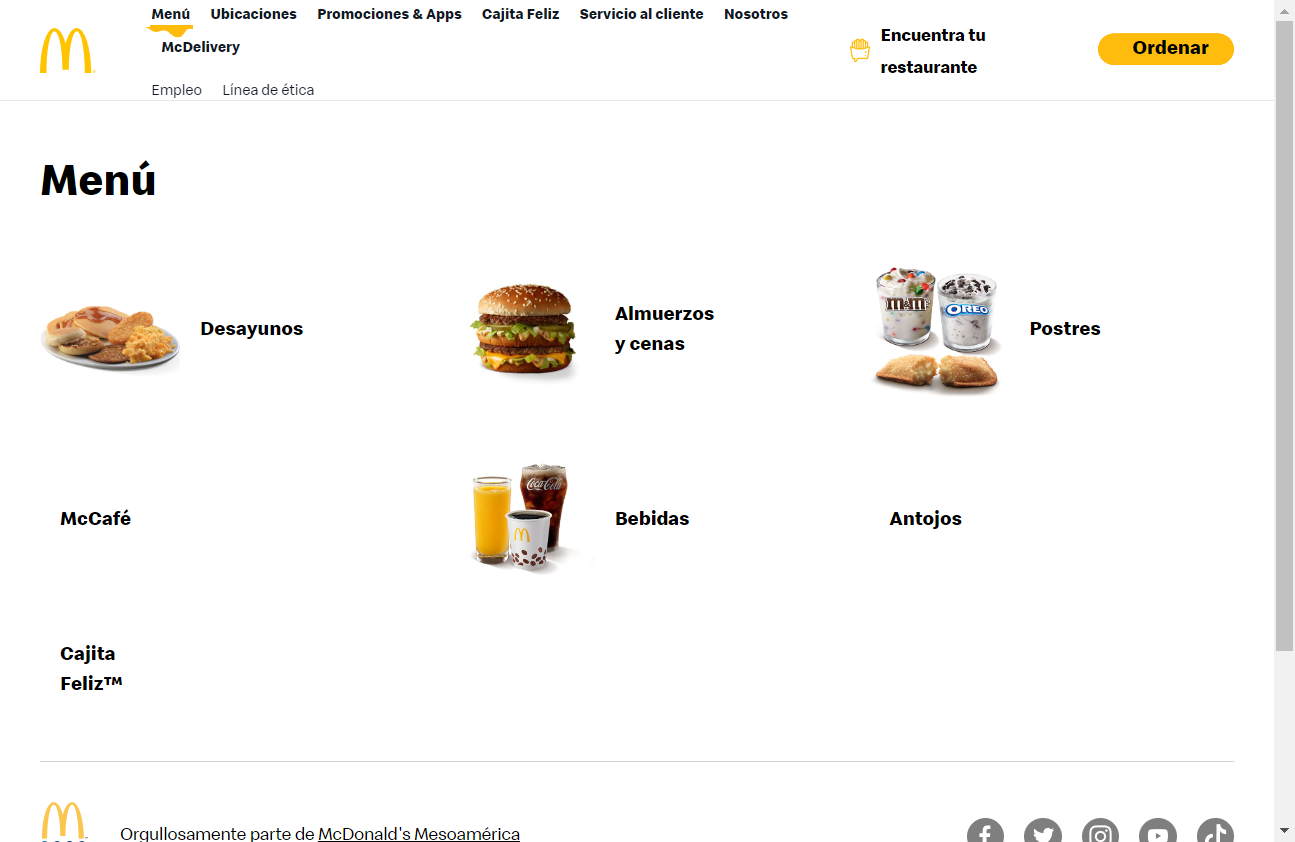 Menú Ubicaciones Promociones & Apps Cajita Feliz Servicio al cliente Nosotros
McDelivery
Empleo Línea de ética
Encuentra tu
restaurante
Ordenar
Menú
Desayunos
Almuerzos
y cenas
m&m's
OREO
Postres
McCafé
Coca-Cola
Bebidas
Antojos
Cajita
Feliz™
Orgullosamente parte de McDonald's Mesoamérica